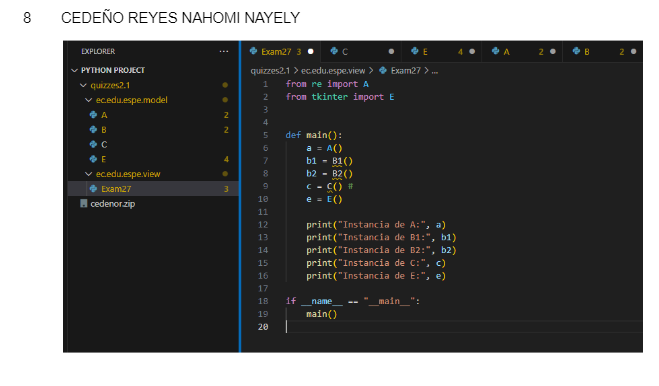 8 CEDEÑO REYES NAHOMI NAYELY
EXPLORER ...
PYTHON PROJECT
quizzes2.1
ec.edu.espe.model
A 2
B 2
C
E 4
ec.edu.espe.view
Exam27 3
cedenor.zip
Exam27 3 C E 4 A 2 B 2
quizzes2.1 > ec.edu.espe.view > Exam27 > ...
1 from re import A
2 from tkinter import E
3
4
5 def main():
6 a = A()
7 b1 = B1()
8 b2 = B2()
9 c = C() #
10 e = E()
11
12 print("Instancia de A:", a)
13 print("Instancia de B1:", b1)
14 print("Instancia de B2:", b2)
15 print("Instancia de C:", c)
16 print("Instancia de E:", e)
17
18 if __name__ == "__main__":
19 main()
20